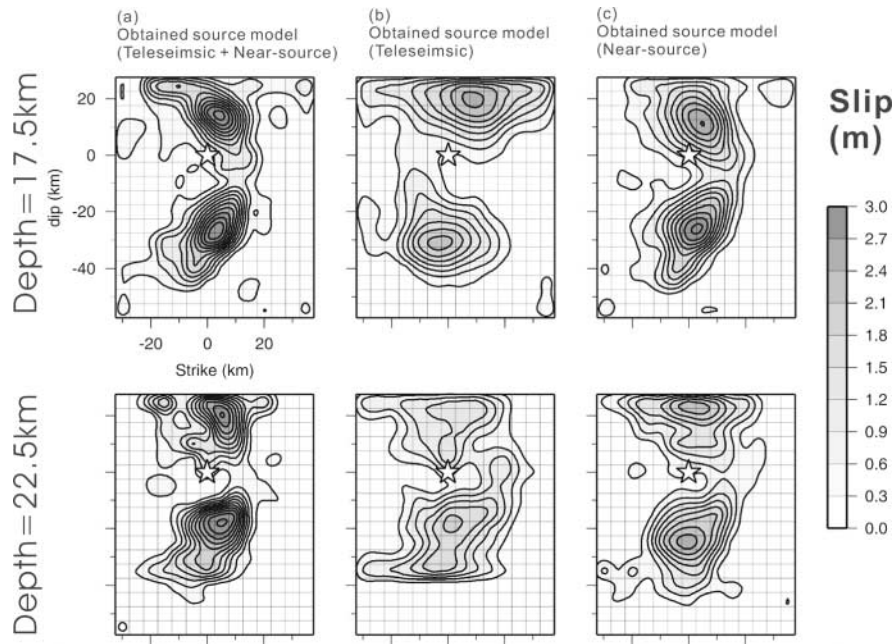 (a)
Obtained source model
(Teleseimsic + Near-source)
(b)
Obtained source model
(Teleseimsic)
(c)
Obtained source model
(Near-source)
Depth=17.5km
dip (km)
20
0
-20
-40
-20
0
20
Strike (km)
Depth=22.5km
Slip
(m)
3.0
2.7
2.4
2.1
1.8
1.5
1.2
0.9
0.6
0.3
0.0